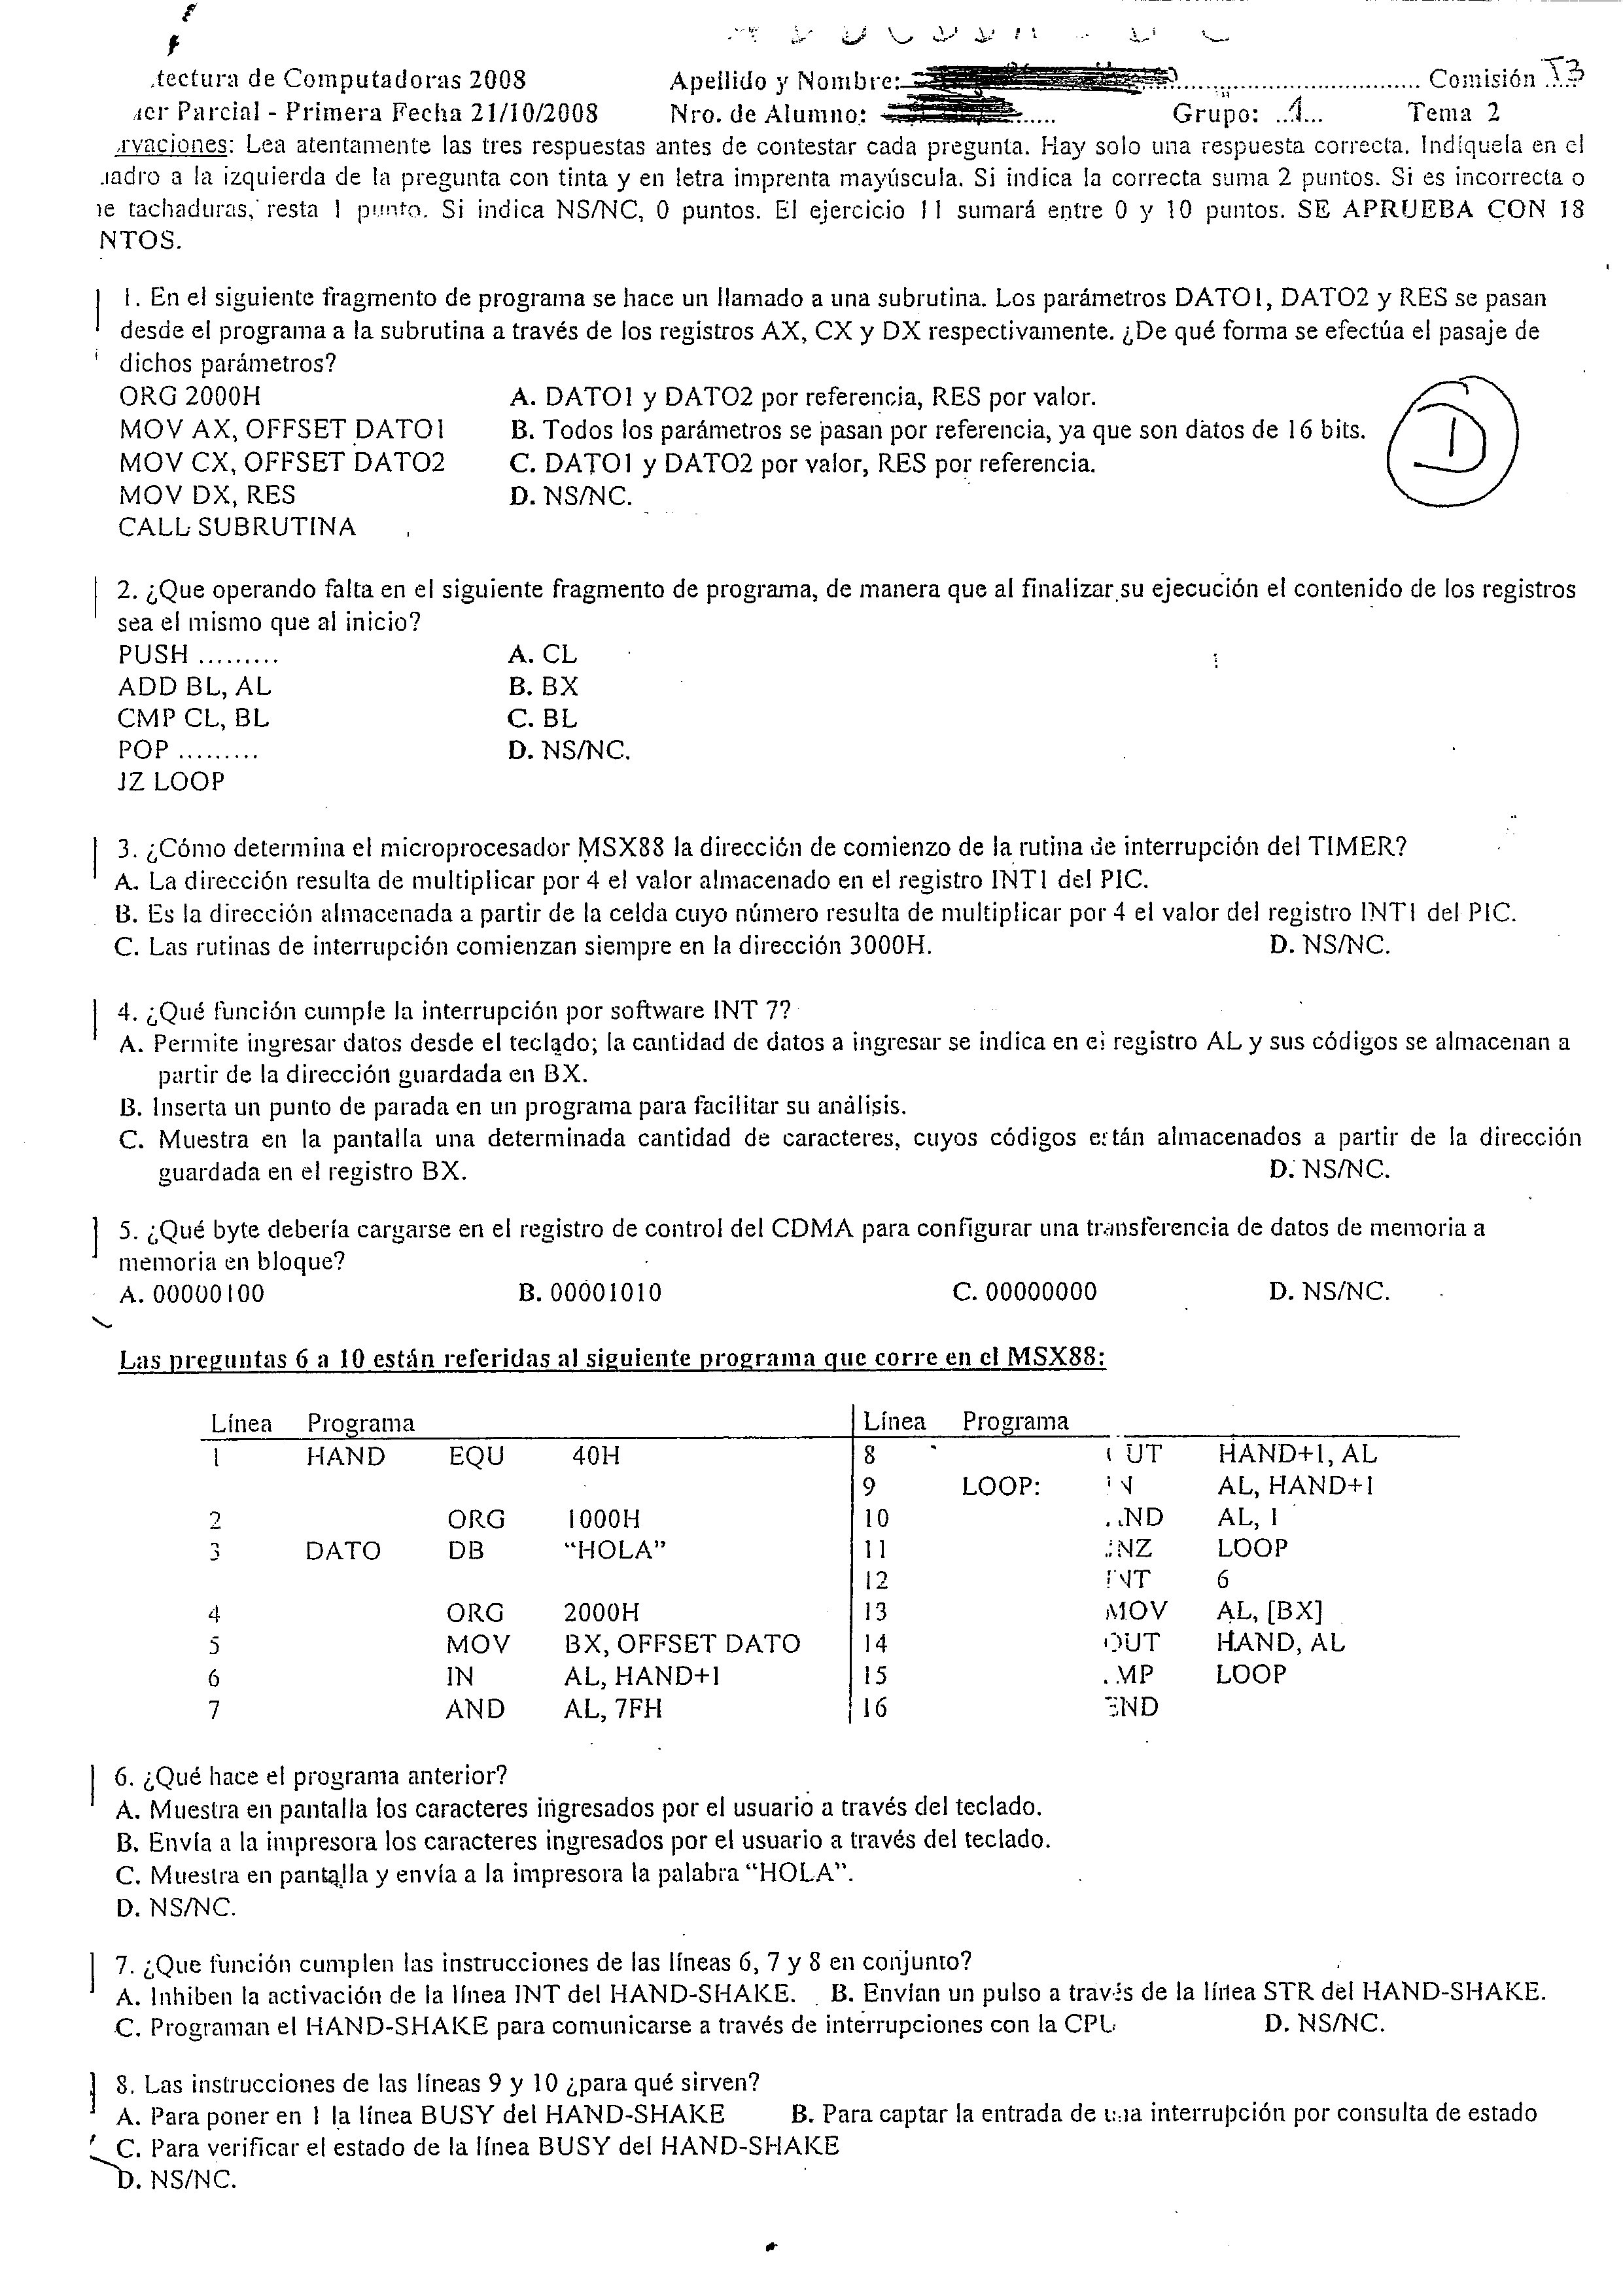 .tectura de Computadoras 2008 Apellido y Nombre: Comisión T3
.er Parcial - Primera Fecha 21/10/2008 Nro. de Alumno: Grupo: ..1... Tema 2
.rvaciones: Lea atentamente las tres respuestas antes de contestar cada pregunta. Hay solo una respuesta correcta. Indíquela en el
.adro a la izquierda de la pregunta con tinta y en letra imprenta mayúscula. Si indica la correcta suma 2 puntos. Si es incorrecta o
.e tachaduras, resta 1 punto. Si indica NS/NC, 0 puntos. El ejercicio 11 sumará entre 0 y 10 puntos. SE APRUEBA CON 18
NTOS.
1. En el siguiente fragmento de programa se hace un llamado a una subrutina. Los parámetros DATO1, DATO2 y RES se pasan
desde el programa a la subrutina a través de los registros AX, CX y DX respectivamente. ¿De qué forma se efectúa el pasaje de
dichos parámetros?
ORG 2000H A. DATO1 y DATO2 por referencia, RES por valor.
MOV AX, OFFSET DATO1 B. Todos los parámetros se pasan por referencia, ya que son datos de 16 bits.
MOV CX, OFFSET DATO2 C. DATO1 y DATO2 por valor, RES por referencia.
MOV DX, RES D. NS/NC.
CALL SUBRUTINA
D
2. ¿Que operando falta en el siguiente fragmento de programa, de manera que al finalizar su ejecución el contenido de los registros
sea el mismo que al inicio?
PUSH ......... A. CL
ADD BL, AL B. BX
CMP CL, BL C. BL
POP ......... D. NS/NC.
JZ LOOP
3. ¿Cómo determina el microprocesador MSX88 la dirección de comienzo de la rutina de interrupción del TIMER?
A. La dirección resulta de multiplicar por 4 el valor almacenado en el registro INT1 del PIC.
B. Es la dirección almacenada a partir de la celda cuyo número resulta de multiplicar por 4 el valor del registro INT1 del PIC.
C. Las rutinas de interrupción comienzan siempre en la dirección 3000H. D. NS/NC.
4. ¿Qué función cumple la interrupción por software INT 7?
A. Permite ingresar datos desde el teclado; la cantidad de datos a ingresar se indica en el registro AL y sus códigos se almacenan a
partir de la dirección guardada en BX.
B. Inserta un punto de parada en un programa para facilitar su análisis.
C. Muestra en la pantalla una determinada cantidad de caracteres, cuyos códigos están almacenados a partir de la dirección
guardada en el registro BX. D. NS/NC.
5. ¿Qué byte debería cargarse en el registro de control del CDMA para configurar una transferencia de datos de memoria a
memoria en bloque?
A. 00000100 B. 00001010 C. 00000000 D. NS/NC.
Las preguntas 6 a 10 están referidas al siguiente programa que corre en el MSX88:
Línea Programa Línea Programa
1 HAND EQU 40H 8 UT HAND+1, AL
9 LOOP: N AL, HAND+1
2 ORG 1000H 10 ND AL, 1
3 DATO DB "HOLA" 11 NZ LOOP
12 INT 6
4 ORG 2000H 13 MOV AL, [BX]
5 MOV BX, OFFSET DATO 14 OUT HAND, AL
6 IN AL, HAND+1 15 MP LOOP
7 AND AL, 7FH 16 END
6. ¿Qué hace el programa anterior?
A. Muestra en pantalla los caracteres ingresados por el usuario a través del teclado.
B. Envía a la impresora los caracteres ingresados por el usuario a través del teclado.
C. Muestra en pantalla y envía a la impresora la palabra "HOLA".
D. NS/NC.
7. ¿Que función cumplen las instrucciones de las líneas 6, 7 y 8 en conjunto?
A. Inhiben la activación de la línea INT del HAND-SHAKE. B. Envían un pulso a través de la línea STR del HAND-SHAKE.
C. Programan el HAND-SHAKE para comunicarse a través de interrupciones con la CPU D. NS/NC.
8. Las instrucciones de las líneas 9 y 10 ¿para qué sirven?
A. Para poner en 1 la línea BUSY del HAND-SHAKE B. Para captar la entrada de una interrupción por consulta de estado
C. Para verificar el estado de la línea BUSY del HAND-SHAKE
D. NS/NC.